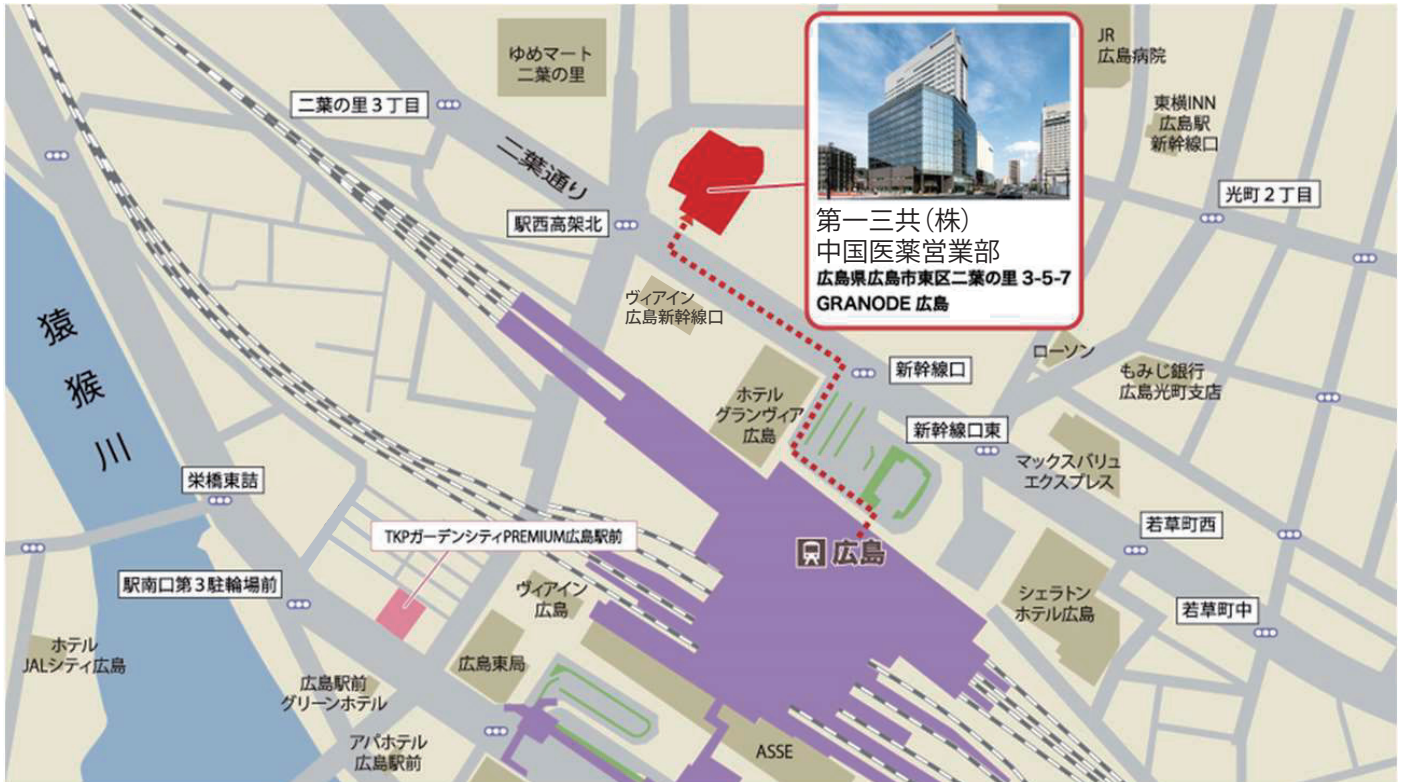 ゆめマート
二葉の里
JR
広島病院
二葉の里3丁目
東横INN
広島駅
新幹線口
二葉通り
光町2丁目
駅西高架北
第一三共(株)
中国医薬営業部
広島県広島市東区二葉の里 3-5-7
GRANODE 広島
ヴィアイン
広島新幹線口
猿猴川
ローソン
新幹線口
もみじ銀行
広島光町支店
ホテル
グランヴィア
広島
新幹線口東
マックスバリュ
エクスプレス
栄橋東詰
TKPガーデンシティPREMIUM広島駅前
若草町西
広島
駅南口第3駐輪場前
ヴィアイン
広島
シェラトン
ホテル広島
若草町中
ホテル
JALシティ広島
広島東局
広島駅前
グリーンホテル
アパホテル
広島駅前
ASSE